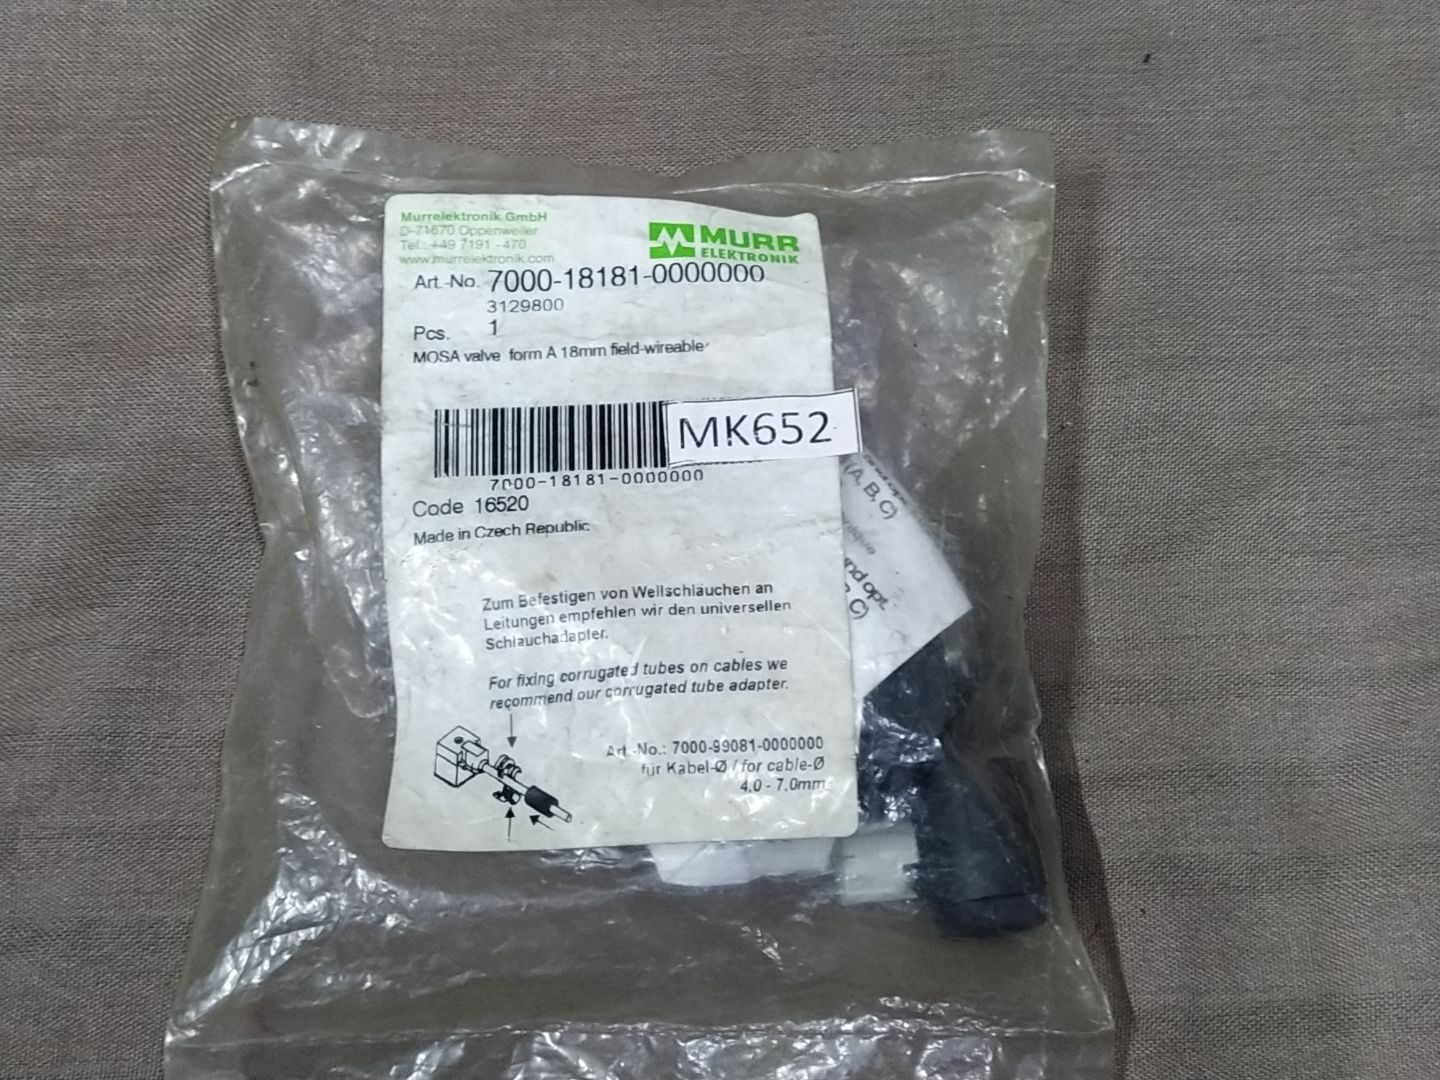 Murrelektronik GmbH
D-71570 Oppenweiler
Tel.: +49 7191 - 470
www.murrelektronik.com
MURR
ELEKTRONIK
Art.-No. 7000-18181-0000000
3129800
Pcs. 1
MOSA valve form A 18mm field-wireable
MK652
7000-18181-0000000
Code 16520
Made in Czech Republic
Zum Befestigen von Wellschläuchen an
Leitungen empfehlen wir den universellen
Schlauchadapter.
For fixing corrugated tubes on cables we
recommend our corrugated tube adapter.
Art.-No.: 7000-99081-0000000
für Kabel-Ø / for cable-Ø
4,0 - 7,0mm
(A, B, C)
und opt.
C)